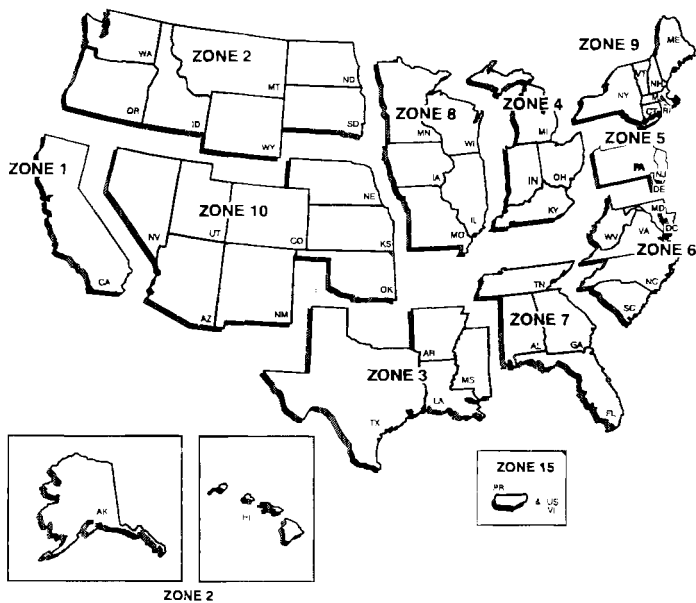 ME
ZONE 9
WA
ZONE 2
VT
NH
MT
ND
NY
MA
CT
RI
ZONE 8
ZONE 4
OR
ID
SD
MN
WI
MI
ZONE 5
WY
PA
NJ
ZONE 1
IA
IN
OH
DE
NE
MD
DC
IL
KY
WV
VA
ZONE 10
NV
UT
CO
KS
MO
ZONE 6
NC
TN
CA
OK
SC
AZ
NM
ZONE 7
AR
AL
GA
ZONE 3
MS
LA
FL
TX
ZONE 15
PR
& US
VI
AK
HI
ZONE 2